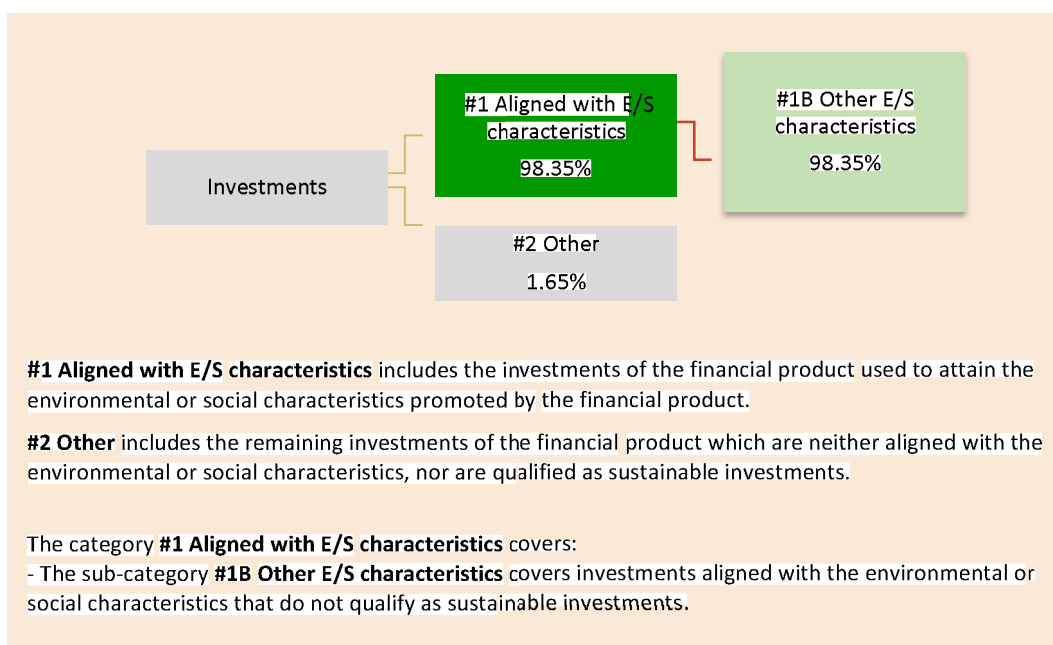 #1 Aligned with E/S
characteristics
98.35%
#1B Other E/S
characteristics
98.35%
Investments
#2 Other
1.65%
#1 Aligned with E/S characteristics includes the investments of the financial product used to attain the
environmental or social characteristics promoted by the financial product.
#2 Other includes the remaining investments of the financial product which are neither aligned with the
environmental or social characteristics, nor are qualified as sustainable investments.
The category #1 Aligned with E/S characteristics covers:
- The sub-category #1B Other E/S characteristics covers investments aligned with the environmental or
social characteristics that do not qualify as sustainable investments.